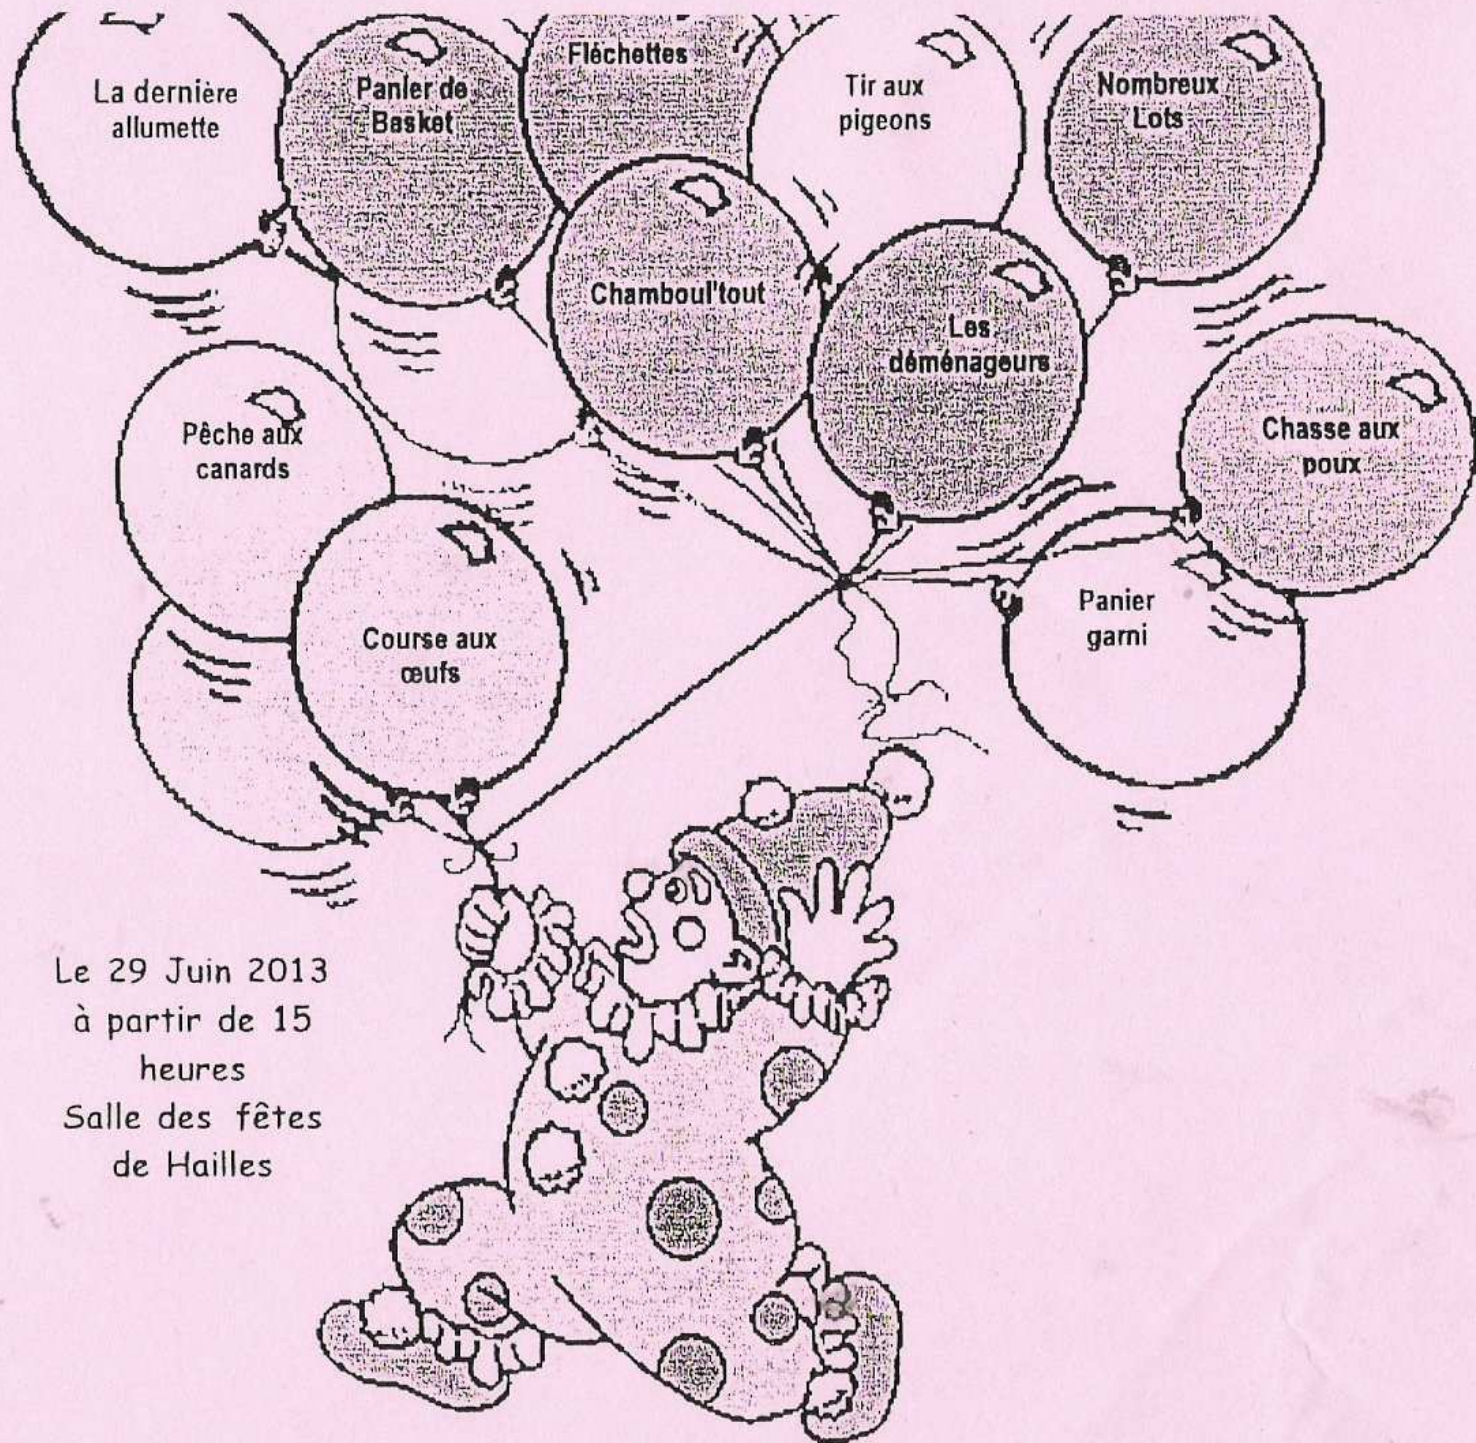 La dernière
allumette
Panier de
Basket
Fléchettes
Tir aux
pigeons
Nombreux
Lots
Chamboul'tout
Les
déménageurs
Pêche aux
canards
Chasse aux
poux
Course aux
œufs
Panier
garni
Le 29 Juin 2013
à partir de 15
heures
Salle des fêtes
de Hailles